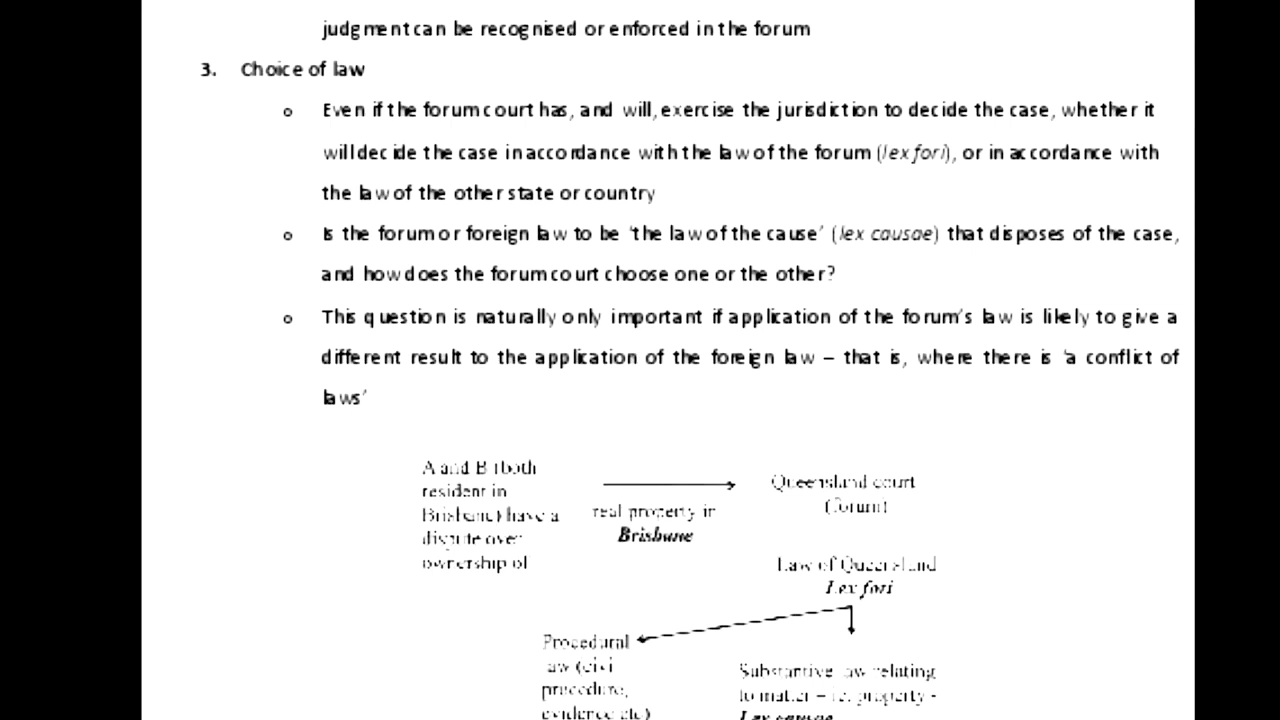 judgment can be recognised or enforced in the forum
3. Choice of law
o Even if the forum court has, and will, exercise the jurisdiction to decide the case, whether it
will decide the case in accordance with the law of the forum (lex fori), or in accordance with
the law of the other state or country
o Is the forum or foreign law to be ‘the law of the cause’ (lex causae) that disposes of the case,
and how does the forum court choose one or the other?
o This question is naturally only important if application of the forum’s law is likely to give a
different result to the application of the foreign law – that is, where there is ‘a conflict of
laws’
A and B (both
resident in
Brisbane) have a
dispute over
ownership of
real property in
Brisbane
Queensland court
(forum)
Law of Queensland
Lex fori
Procedural
law (civil
procedure,
evidence etc)
Substantive law relating
to matter – i.e. property -
Lex causae